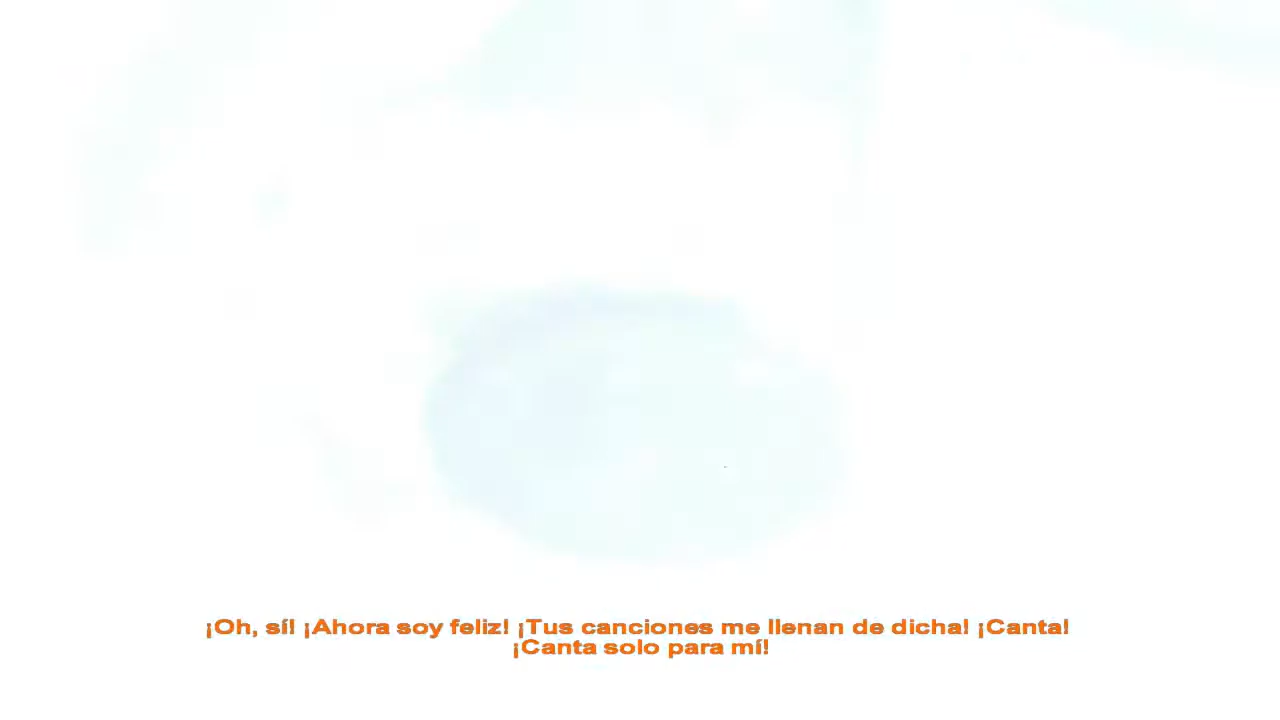 ¡Oh, sí! ¡Ahora soy feliz! ¡Tus canciones me llenan de dicha! ¡Canta!
¡Canta solo para mí!